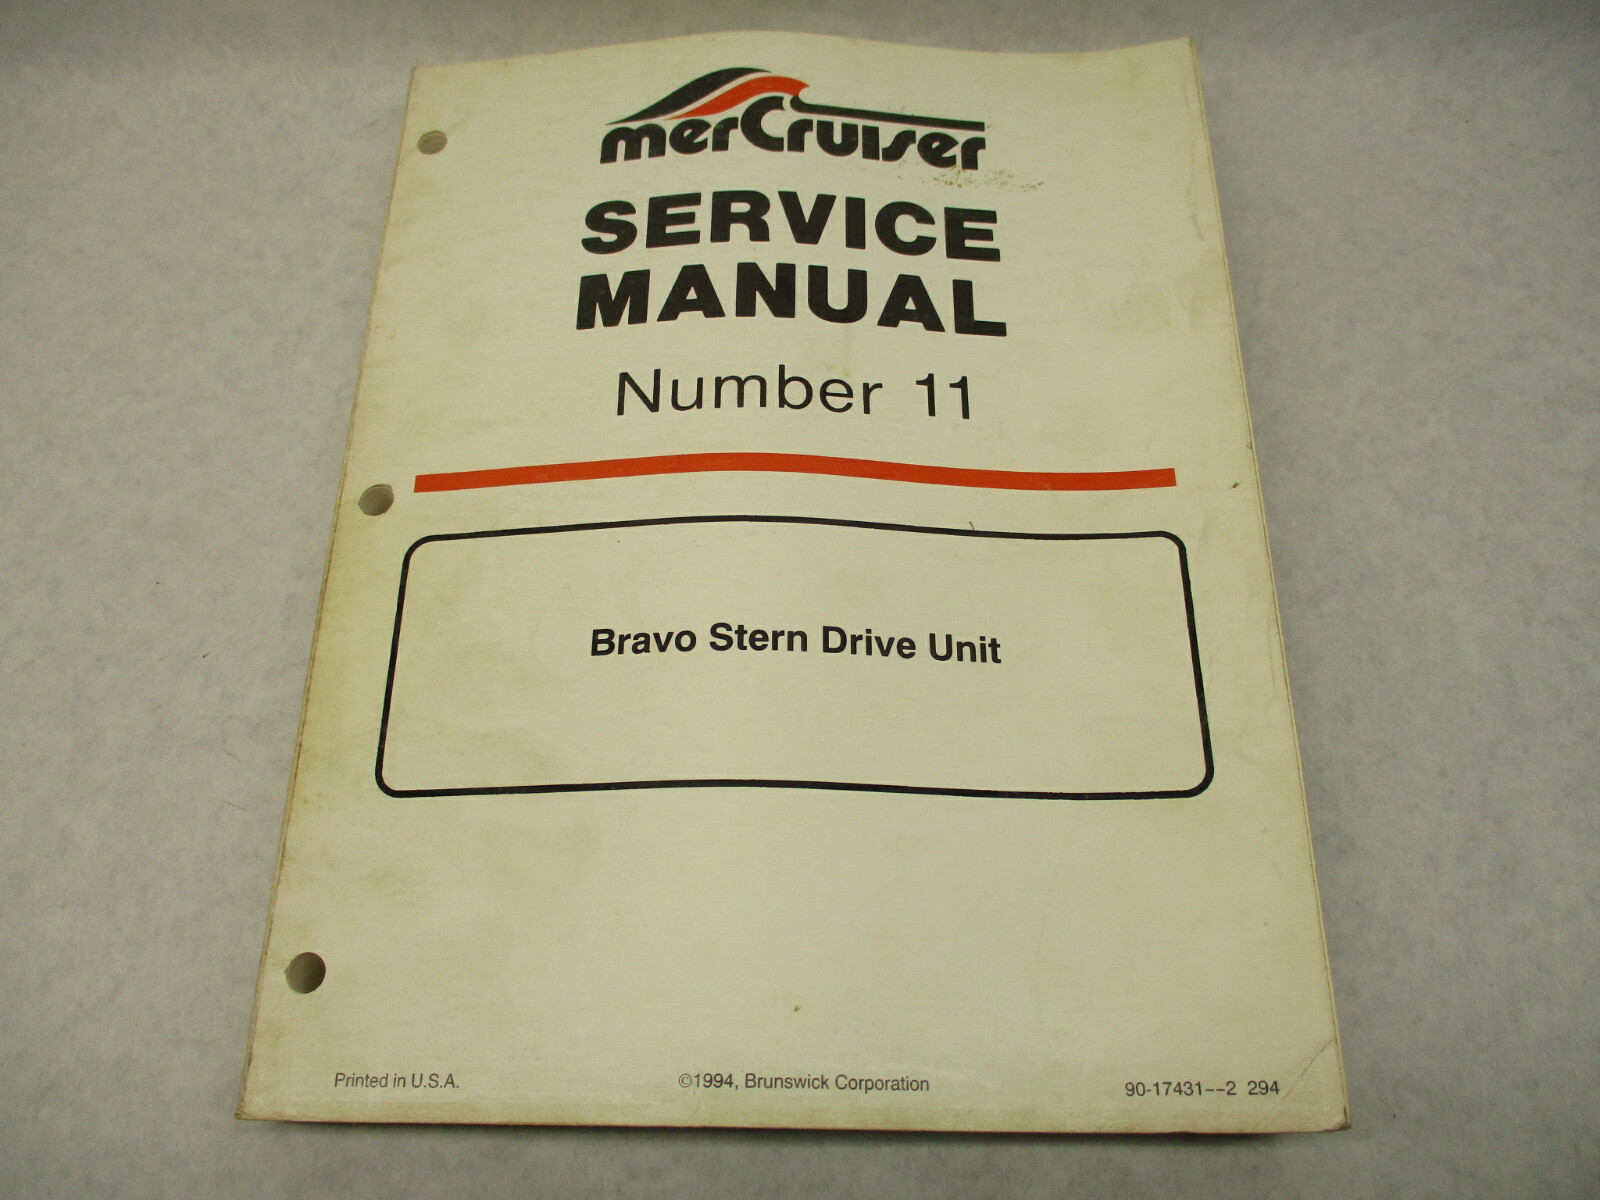 merCruiser
SERVICE
MANUAL
Number 11
Bravo Stern Drive Unit
Printed in U.S.A.
©1994, Brunswick Corporation
90-17431--2 294